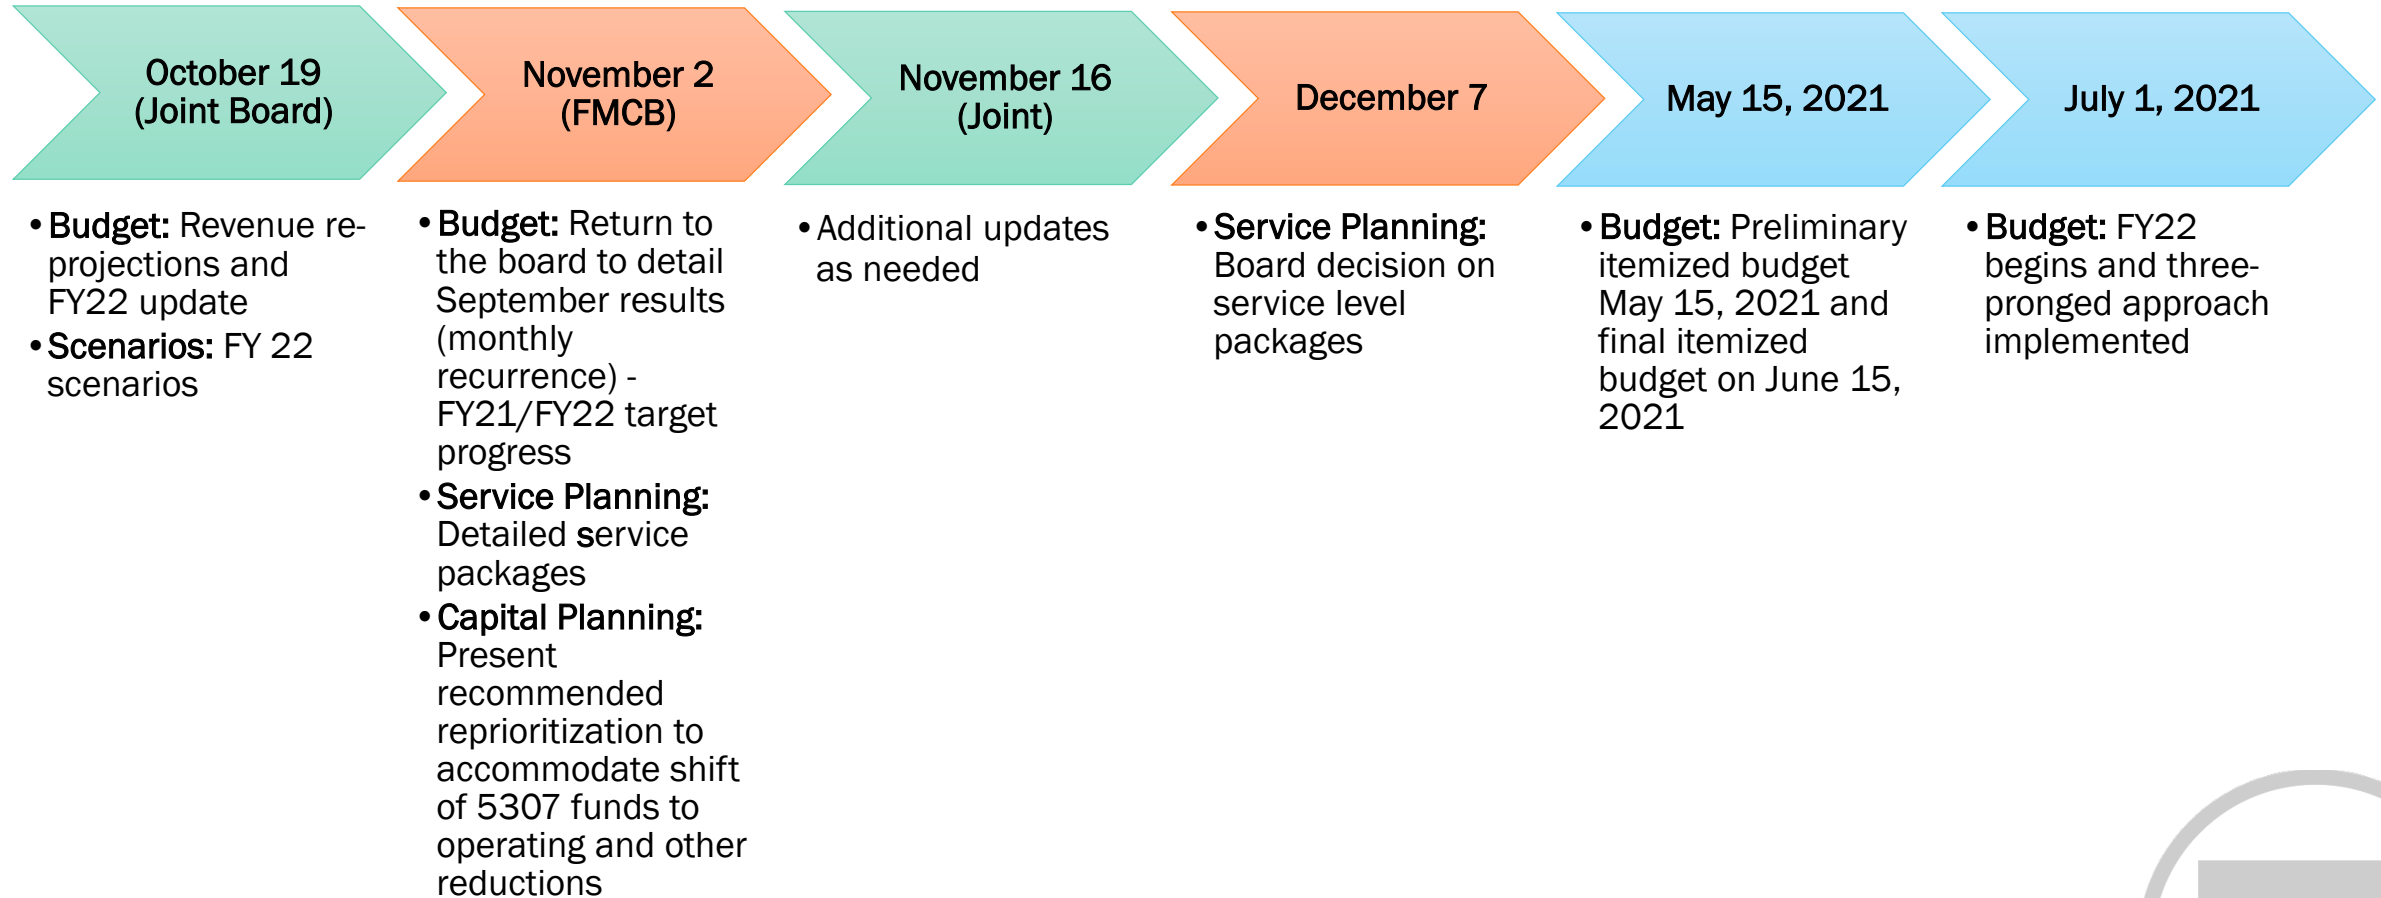 October 19
(Joint Board)
November 2
(FMCB)
November 16
(Joint)
December 7
May 15, 2021
July 1, 2021
•Budget: Revenue re-
projections and
FY22 update
•Scenarios: FY 22
scenarios
•Budget: Return to
the board to detail
September results
(monthly
recurrence) -
FY21/FY22 target
progress
•Service Planning:
Detailed service
packages
•Capital Planning:
Present
recommended
reprioritization to
accommodate shift
of 5307 funds to
operating and other
reductions
•Additional updates
as needed
•Service Planning:
Board decision on
service level
packages
•Budget: Preliminary
itemized budget
May 15, 2021 and
final itemized
budget on June 15,
2021
•Budget: FY22
begins and three-
pronged approach
implemented